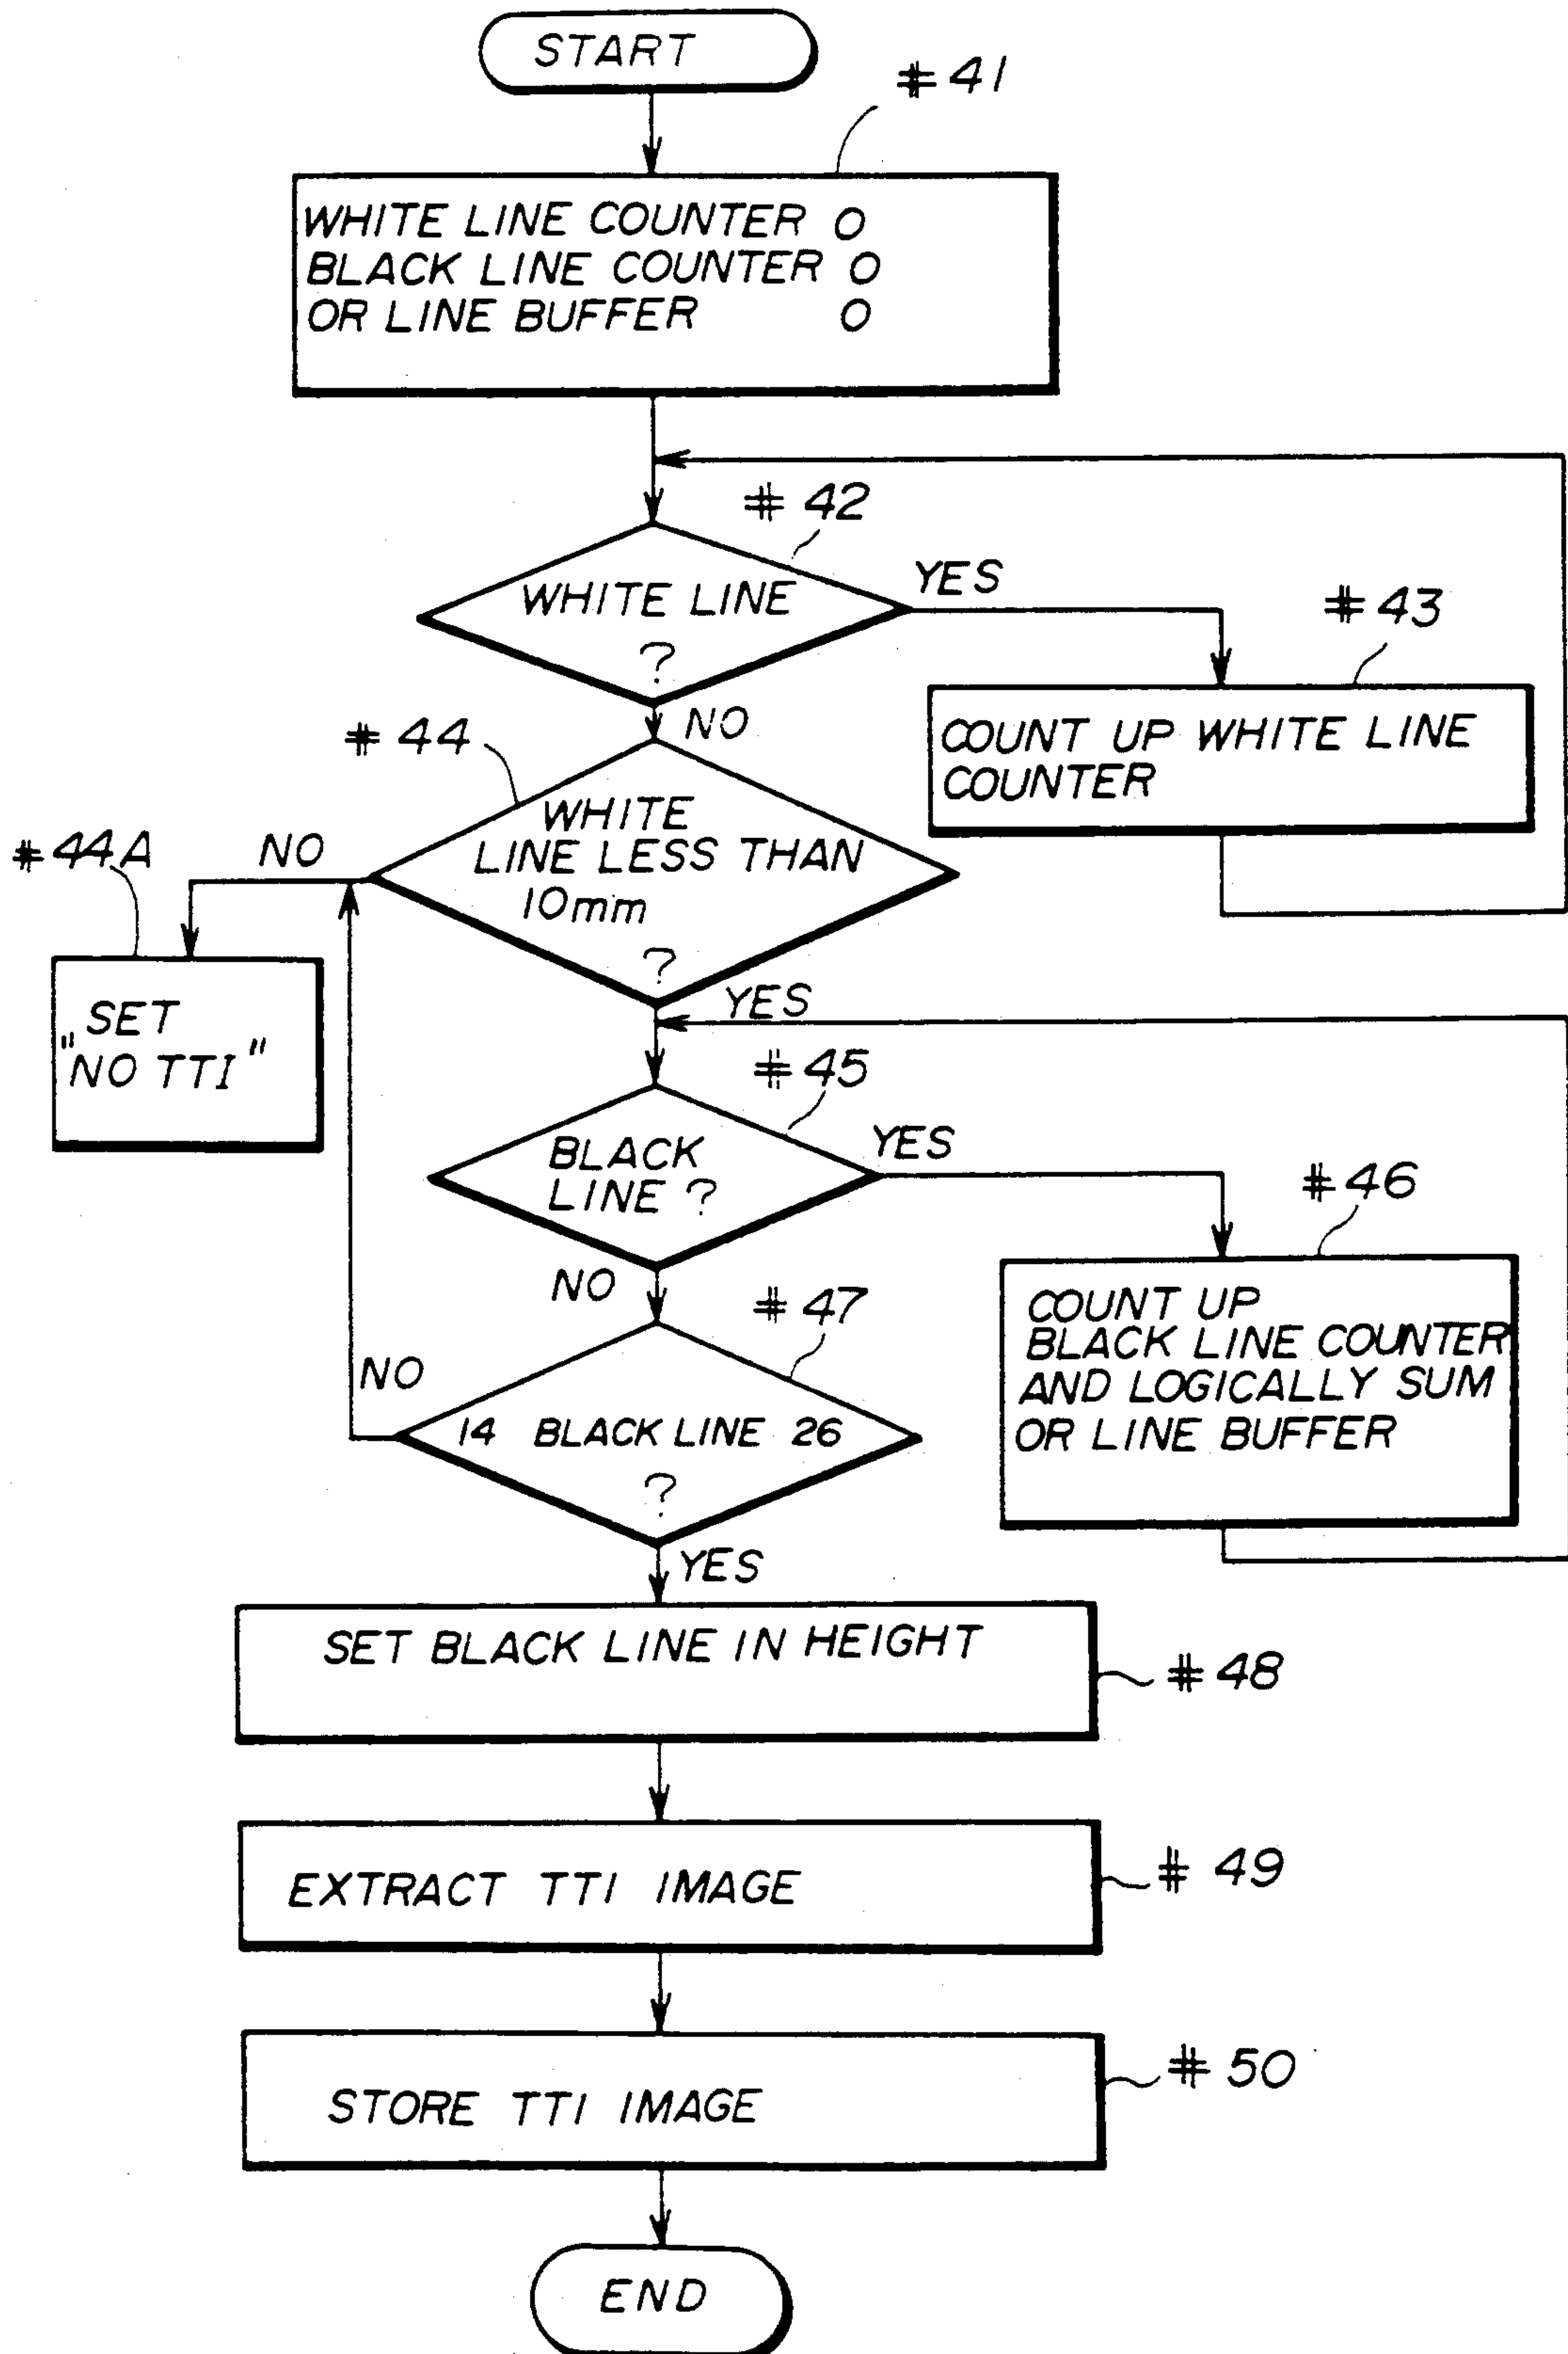 START
# 41
WHITE LINE COUNTER 0
BLACK LINE COUNTER 0
OR LINE BUFFER 0
# 42
WHITE LINE
?
YES
# 43
COUNT UP WHITE LINE
COUNTER
NO
# 44
WHITE
LINE LESS THAN
10mm
?
NO
# 44A
SET
"NO TTI"
YES
# 45
BLACK
LINE ?
YES
# 46
COUNT UP
BLACK LINE COUNTER
AND LOGICALLY SUM
OR LINE BUFFER
NO
# 47
14 BLACK LINE 26
?
NO
YES
SET BLACK LINE IN HEIGHT
# 48
EXTRACT TTI IMAGE
# 49
STORE TTI IMAGE
# 50
END